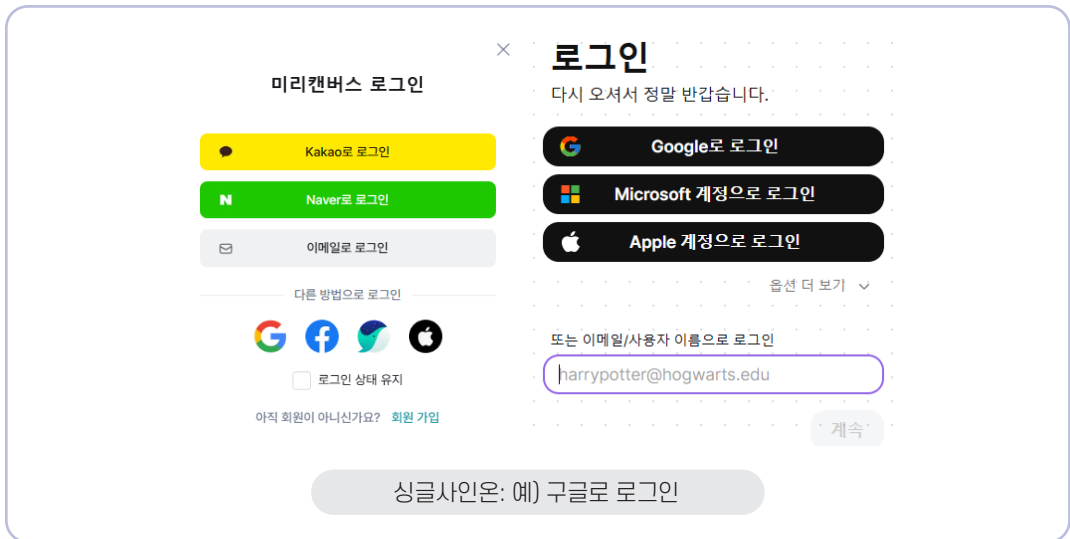 미리캔버스 로그인
Kakao로 로그인
N
Naver로 로그인
이메일로 로그인
다른 방법으로 로그인
로그인 상태 유지
아직 회원이 아니신가요? 회원 가입
로그인
다시 오셔서 정말 반갑습니다.
Google로 로그인
Microsoft 계정으로 로그인
Apple 계정으로 로그인
옵션 더 보기
또는 이메일/사용자 이름으로 로그인
harrypotter@hogwarts.edu
계속
싱글사인온: 예) 구글로 로그인